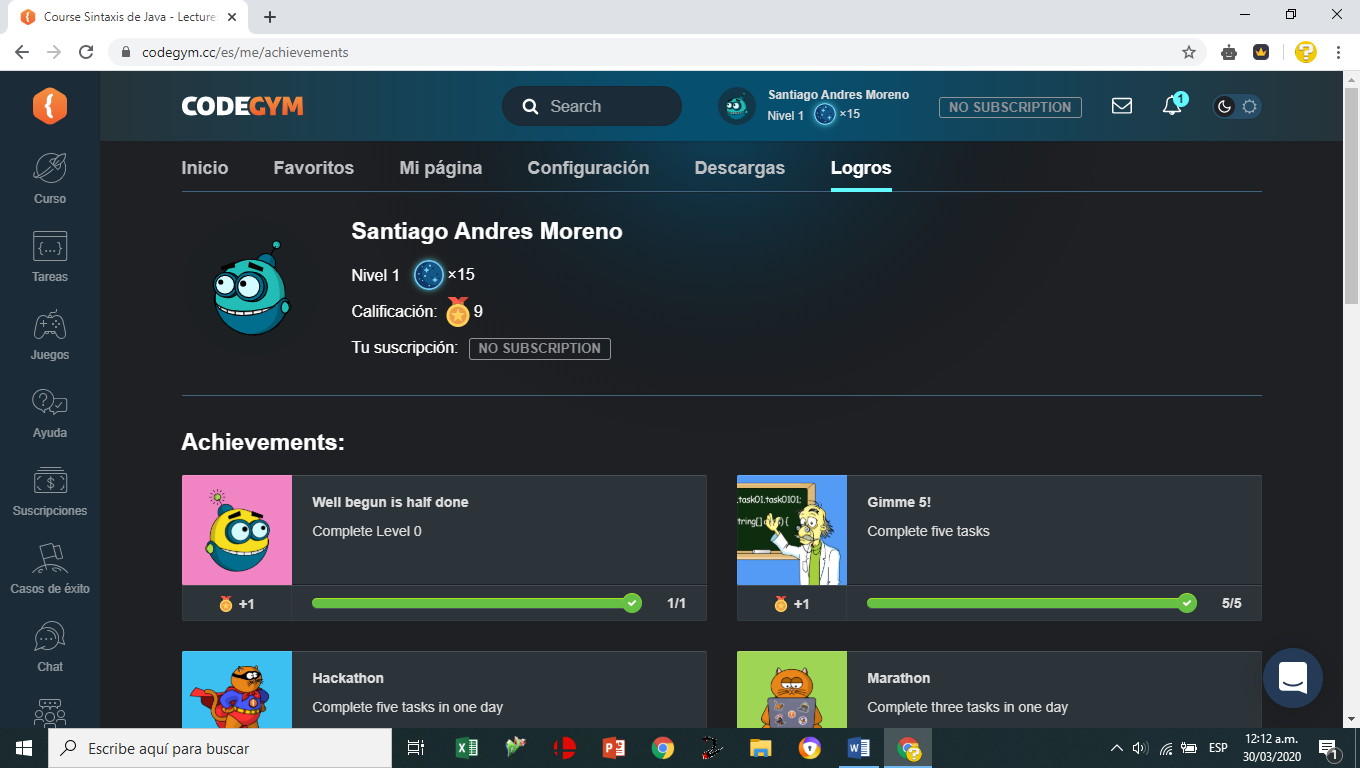 Course Sintaxis de Java - Lecture
codegym.cc/es/me/achievements
CODEGYM
Search
Santiago Andres Moreno
Nivel 1 ×15
NO SUBSCRIPTION
1
Inicio Favoritos Mi página Configuración Descargas Logros
Curso
{...}
Tareas
Juegos
Ayuda
$
Suscripciones
Casos de éxito
Chat
Santiago Andres Moreno
Nivel 1 ×15
Calificación: 9
Tu suscripción: NO SUBSCRIPTION
Achievements:
Well begun is half done
Complete Level 0
+1 1/1
.task01.task0101;
tring[] a
){
Gimme 5!
Complete five tasks
+1 5/5
Hackathon
Complete five tasks in one day
Marathon
Complete three tasks in one day
Escribe aquí para buscar
ESP
12:12 a.m.
30/03/2020
1